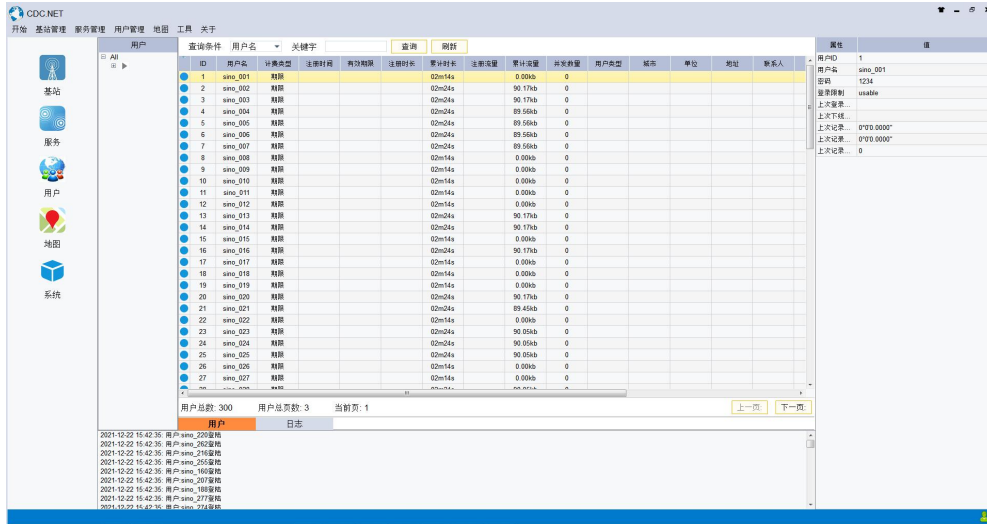 CDC.NET
开始 基站管理 服务管理 用户管理 地图 工具 关于
基站
服务
用户
地图
系统
用户
All
查询条件 用户名 关键字 查询 刷新
ID 用户名 计费类型 注册时间 有效期限 注册时长 累计时长 注册流量 累计流量 并发数量 用户类型 城市 单位 地址 联系人
1 sino_001 期限 02m14s 0.00kb 0
2 sino_002 期限 02m24s 90.17kb 0
3 sino_003 期限 02m24s 90.17kb 0
4 sino_004 期限 02m24s 89.56kb 0
5 sino_005 期限 02m24s 89.56kb 0
6 sino_006 期限 02m24s 89.56kb 0
7 sino_007 期限 02m24s 89.56kb 0
8 sino_008 期限 02m14s 0.00kb 0
9 sino_009 期限 02m14s 0.00kb 0
10 sino_010 期限 02m14s 0.00kb 0
11 sino_011 期限 02m14s 0.00kb 0
12 sino_012 期限 02m14s 0.00kb 0
13 sino_013 期限 02m24s 90.17kb 0
14 sino_014 期限 02m24s 90.17kb 0
15 sino_015 期限 02m14s 0.00kb 0
16 sino_016 期限 02m24s 90.17kb 0
17 sino_017 期限 02m14s 0.00kb 0
18 sino_018 期限 02m14s 0.00kb 0
19 sino_019 期限 02m14s 0.00kb 0
20 sino_020 期限 02m24s 90.17kb 0
21 sino_021 期限 02m24s 89.45kb 0
22 sino_022 期限 02m14s 0.00kb 0
23 sino_023 期限 02m24s 90.05kb 0
24 sino_024 期限 02m24s 90.05kb 0
25 sino_025 期限 02m24s 90.05kb 0
26 sino_026 期限 02m14s 0.00kb 0
27 sino_027 期限 02m14s 0.00kb 0
用户总数: 300 用户总页数: 3 当前页: 1 上一页 下一页
用户 日志
2021-12-22 15:42:35: 用户:sino_220登陆
2021-12-22 15:42:35: 用户:sino_262登陆
2021-12-22 15:42:35: 用户:sino_216登陆
2021-12-22 15:42:35: 用户:sino_255登陆
2021-12-22 15:42:35: 用户:sino_160登陆
2021-12-22 15:42:35: 用户:sino_207登陆
2021-12-22 15:42:35: 用户:sino_188登陆
2021-12-22 15:42:35: 用户:sino_277登陆
2021-12-22 15:42:35: 用户:sino_274登陆
属性 值
用户ID 1
用户名 sino_001
密码 1234
登录限制 usable
上次登录...
上次下线...
上次记录... 0°0'0.0000"
上次记录... 0°0'0.0000"
上次记录... 0